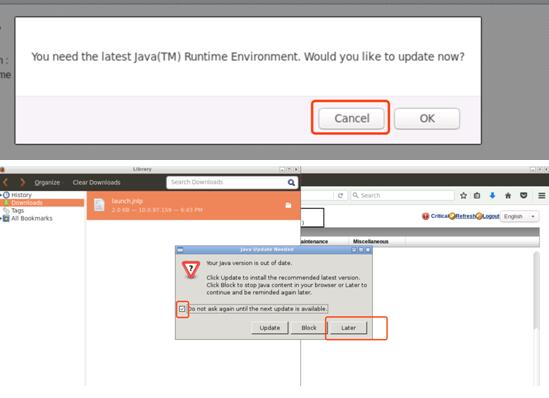 You need the latest Java(TM) Runtime Environment. Would you like to update now?
Cancel OK
Library
Organize Clear Downloads Search Downloads
History
Downloads
Tags
All Bookmarks
launch.jnlp
2.0 KB — 10.0.97.159 — 6:43 PM
Search
Critical Refresh Logout English
Miscellaneous
Java Update Needed
Your Java version is out of date.
Click Update to install the recommended latest version.
Click Block to stop Java content in your browser or Later to
continue and be reminded again later.
Do not ask again until the next update is available.
Update Block Later